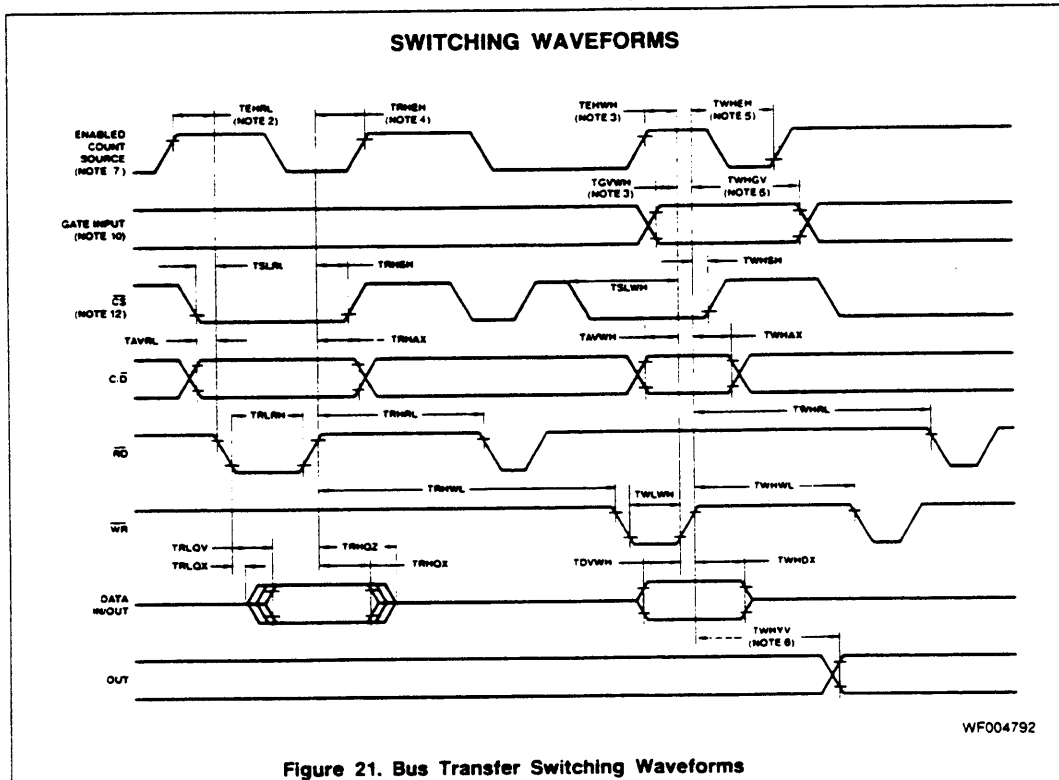 SWITCHING WAVEFORMS
TEHRL
(NOTE 2)
TRHEH
(NOTE 4)
TEHWH
(NOTE 3)
TWHEH
(NOTE 5)
ENABLED
COUNT
SOURCE
(NOTE 7)
TGVWH
(NOTE 3)
TWHGV
(NOTE 5)
GATE INPUT
(NOTE 10)
TSLRL
TRHSH
TSLWH
TWHSH
CS
(NOTE 12)
TAVRL
TRHAX
TAVWH
TWHAX
C/D
TRLRH
TRHRL
TWHRL
RD
TRHWL
TWLWH
TWHWL
WR
TRLQV
TRHQZ
TRLQX
TRHQX
TDVWH
TWHDX
DATA
IN/OUT
TWHYV
(NOTE 6)
OUT
WF004792
Figure 21. Bus Transfer Switching Waveforms